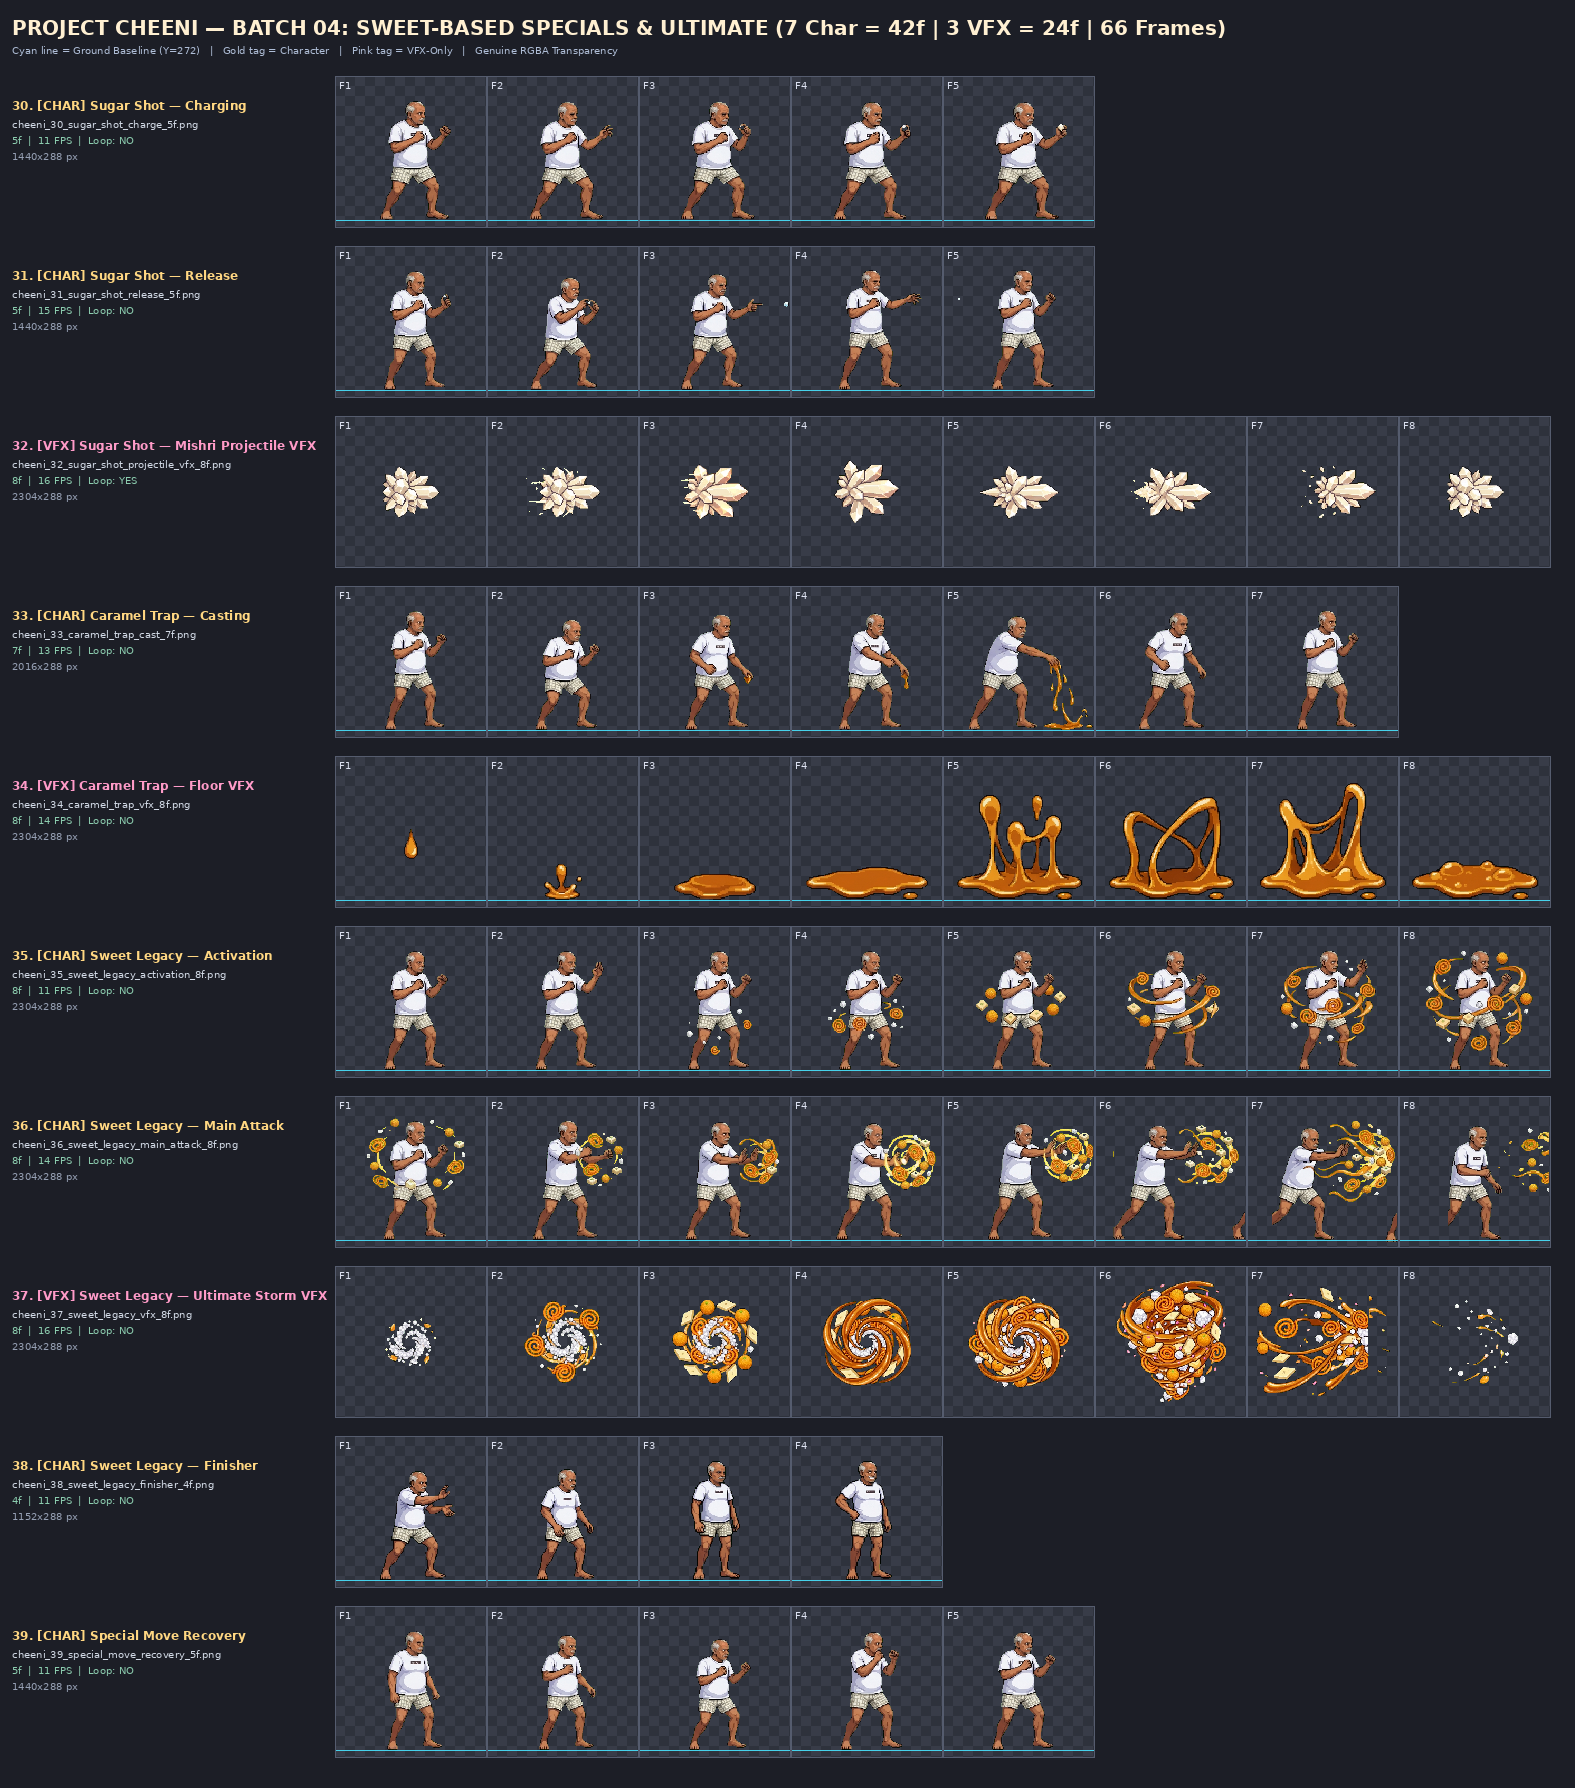 PROJECT CHEENI — BATCH 04: SWEET-BASED SPECIALS & ULTIMATE (7 Char = 42f | 3 VFX = 24f | 66 Frames)
Cyan line = Ground Baseline (Y=272) | Gold tag = Character | Pink tag = VFX-Only | Genuine RGBA Transparency
F1 F2 F3 F4 F5
30. [CHAR] Sugar Shot — Charging
cheeni_30_sugar_shot_charge_5f.png
5f | 11 FPS | Loop: NO
1440x288 px
F1 F2 F3 F4 F5
31. [CHAR] Sugar Shot — Release
cheeni_31_sugar_shot_release_5f.png
5f | 15 FPS | Loop: NO
1440x288 px
F1 F2 F3 F4 F5 F6 F7 F8
32. [VFX] Sugar Shot — Mishri Projectile VFX
cheeni_32_sugar_shot_projectile_vfx_8f.png
8f | 16 FPS | Loop: YES
2304x288 px
F1 F2 F3 F4 F5 F6 F7
33. [CHAR] Caramel Trap — Casting
cheeni_33_caramel_trap_cast_7f.png
7f | 13 FPS | Loop: NO
2016x288 px
F1 F2 F3 F4 F5 F6 F7 F8
34. [VFX] Caramel Trap — Floor VFX
cheeni_34_caramel_trap_vfx_8f.png
8f | 14 FPS | Loop: NO
2304x288 px
F1 F2 F3 F4 F5 F6 F7 F8
35. [CHAR] Sweet Legacy — Activation
cheeni_35_sweet_legacy_activation_8f.png
8f | 11 FPS | Loop: NO
2304x288 px
F1 F2 F3 F4 F5 F6 F7 F8
36. [CHAR] Sweet Legacy — Main Attack
cheeni_36_sweet_legacy_main_attack_8f.png
8f | 14 FPS | Loop: NO
2304x288 px
F1 F2 F3 F4 F5 F6 F7 F8
37. [VFX] Sweet Legacy — Ultimate Storm VFX
cheeni_37_sweet_legacy_vfx_8f.png
8f | 16 FPS | Loop: NO
2304x288 px
F1 F2 F3 F4
38. [CHAR] Sweet Legacy — Finisher
cheeni_38_sweet_legacy_finisher_4f.png
4f | 11 FPS | Loop: NO
1152x288 px
F1 F2 F3 F4 F5
39. [CHAR] Special Move Recovery
cheeni_39_special_move_recovery_5f.png
5f | 11 FPS | Loop: NO
1440x288 px